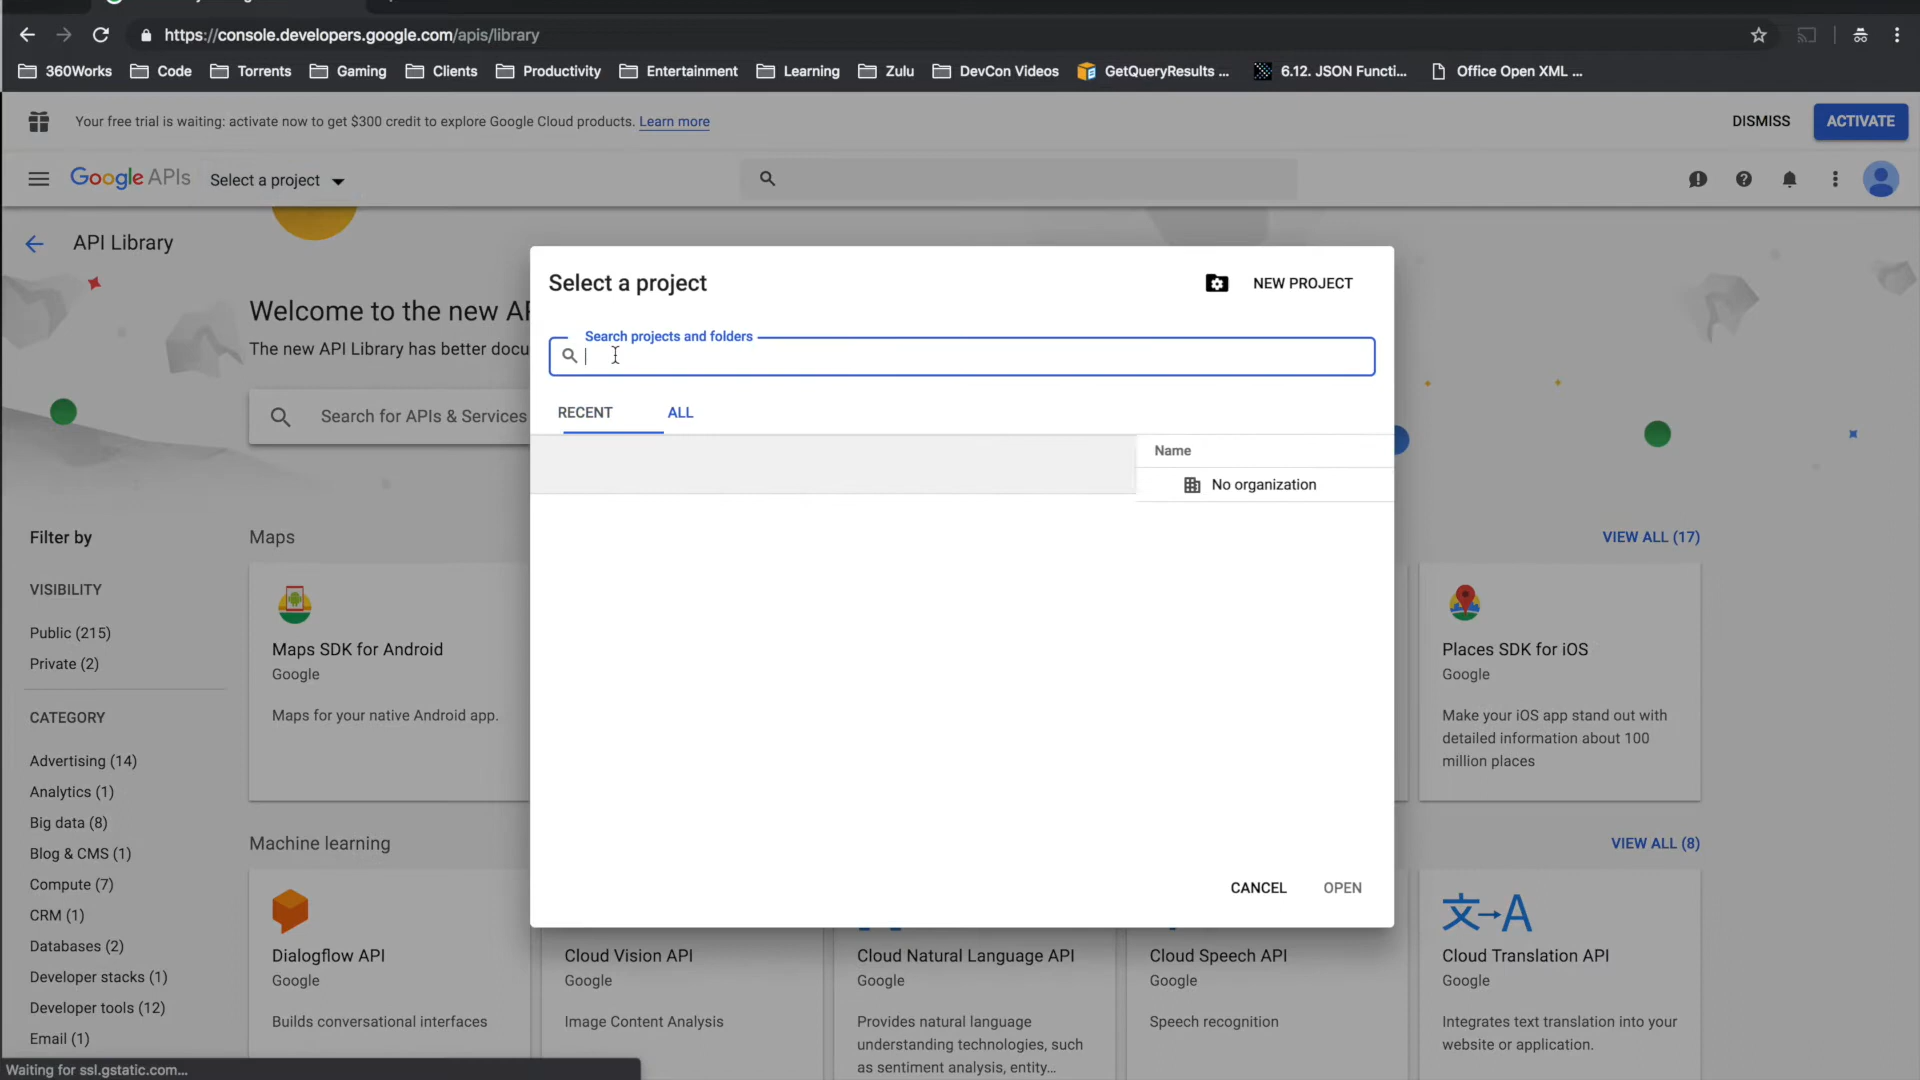 https://console.developers.google.com/apis/library
360Works Code Torrents Gaming Clients Productivity Entertainment Learning Zulu DevCon Videos GetQueryResults ... 6.12. JSON Functi... Office Open XML ...
Your free trial is waiting: activate now to get $300 credit to explore Google Cloud products. Learn more DISMISS ACTIVATE
Google APIs Select a project
API Library
Welcome to the new AP
The new API Library has better docu
Search for APIs & Services
Select a project NEW PROJECT
Search projects and folders
RECENT ALL
Name
No organization
CANCEL OPEN
Filter by
VISIBILITY
Public (215)
Private (2)
CATEGORY
Advertising (14)
Analytics (1)
Big data (8)
Blog & CMS (1)
Compute (7)
CRM (1)
Databases (2)
Developer stacks (1)
Developer tools (12)
Email (1)
Maps VIEW ALL (17)
Maps SDK for Android
Google
Maps for your native Android app.
Places SDK for iOS
Google
Make your iOS app stand out with
detailed information about 100
million places
Machine learning VIEW ALL (8)
Dialogflow API
Google
Builds conversational interfaces
Cloud Vision API
Google
Image Content Analysis
Cloud Natural Language API
Google
Provides natural language
understanding technologies, such
as sentiment analysis, entity...
Cloud Speech API
Google
Speech recognition
文→A
Cloud Translation API
Google
Integrates text translation into your
website or application.
Waiting for ssl.gstatic.com...